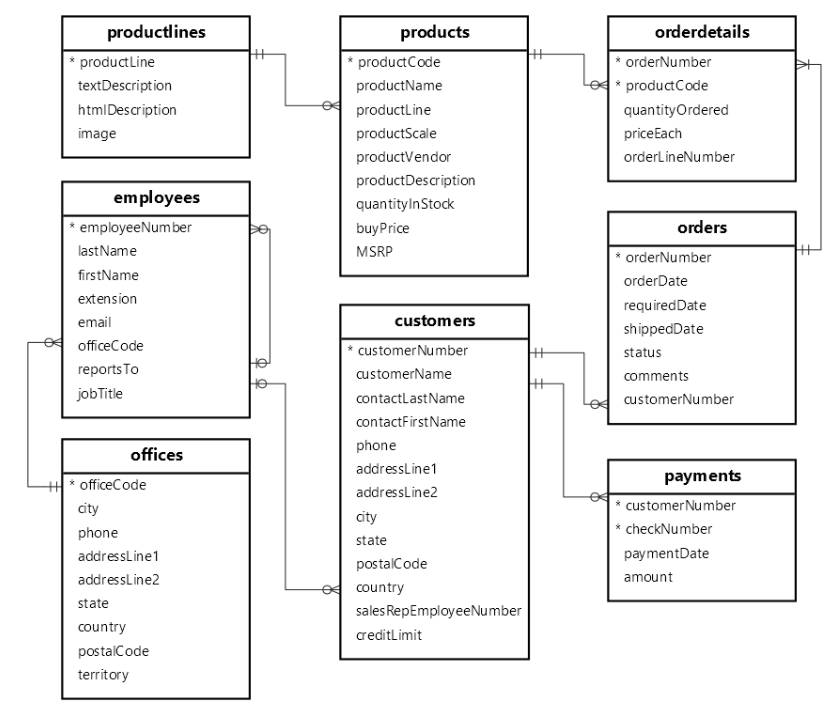 productlines
* productLine
textDescription
htmlDescription
image
products
* productCode
productName
productLine
productScale
productVendor
productDescription
quantityInStock
buyPrice
MSRP
orderdetails
* orderNumber
* productCode
quantityOrdered
priceEach
orderLineNumber
employees
* employeeNumber
lastName
firstName
extension
email
officeCode
reportsTo
jobTitle
customers
* customerNumber
customerName
contactLastName
contactFirstName
phone
addressLine1
addressLine2
city
state
postalCode
country
salesRepEmployeeNumber
creditLimit
orders
* orderNumber
orderDate
requiredDate
shippedDate
status
comments
customerNumber
offices
* officeCode
city
phone
addressLine1
addressLine2
state
country
postalCode
territory
payments
* customerNumber
* checkNumber
paymentDate
amount